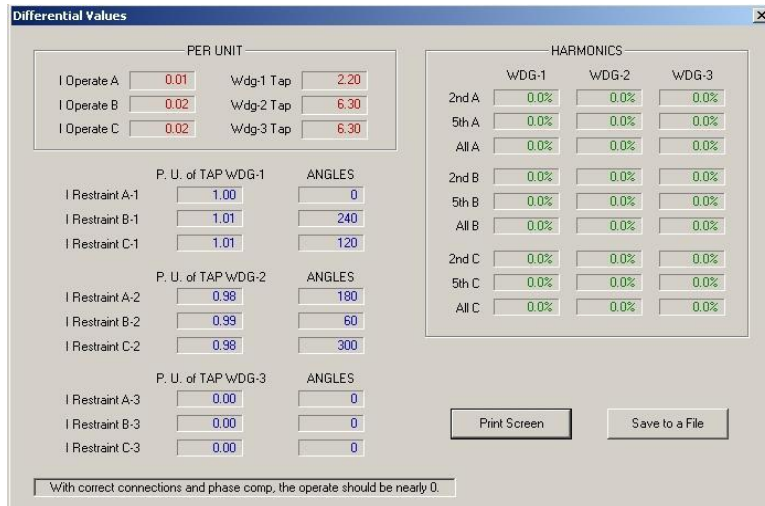 Differential Values
PER UNIT
I Operate A 0.01 Wdg-1 Tap 2.20
I Operate B 0.02 Wdg-2 Tap 6.30
I Operate C 0.02 Wdg-3 Tap 6.30
P. U. of TAP WDG-1 ANGLES
I Restraint A-1 1.00 0
I Restraint B-1 1.01 240
I Restraint C-1 1.01 120
P. U. of TAP WDG-2 ANGLES
I Restraint A-2 0.98 180
I Restraint B-2 0.99 60
I Restraint C-2 0.98 300
P. U. of TAP WDG-3 ANGLES
I Restraint A-3 0.00 0
I Restraint B-3 0.00 0
I Restraint C-3 0.00 0
HARMONICS
WDG-1 WDG-2 WDG-3
2nd A 0.0% 0.0% 0.0%
5th A 0.0% 0.0% 0.0%
All A 0.0% 0.0% 0.0%
2nd B 0.0% 0.0% 0.0%
5th B 0.0% 0.0% 0.0%
All B 0.0% 0.0% 0.0%
2nd C 0.0% 0.0% 0.0%
5th C 0.0% 0.0% 0.0%
All C 0.0% 0.0% 0.0%
Print Screen Save to a File
With correct connections and phase comp, the operate should be nearly 0.